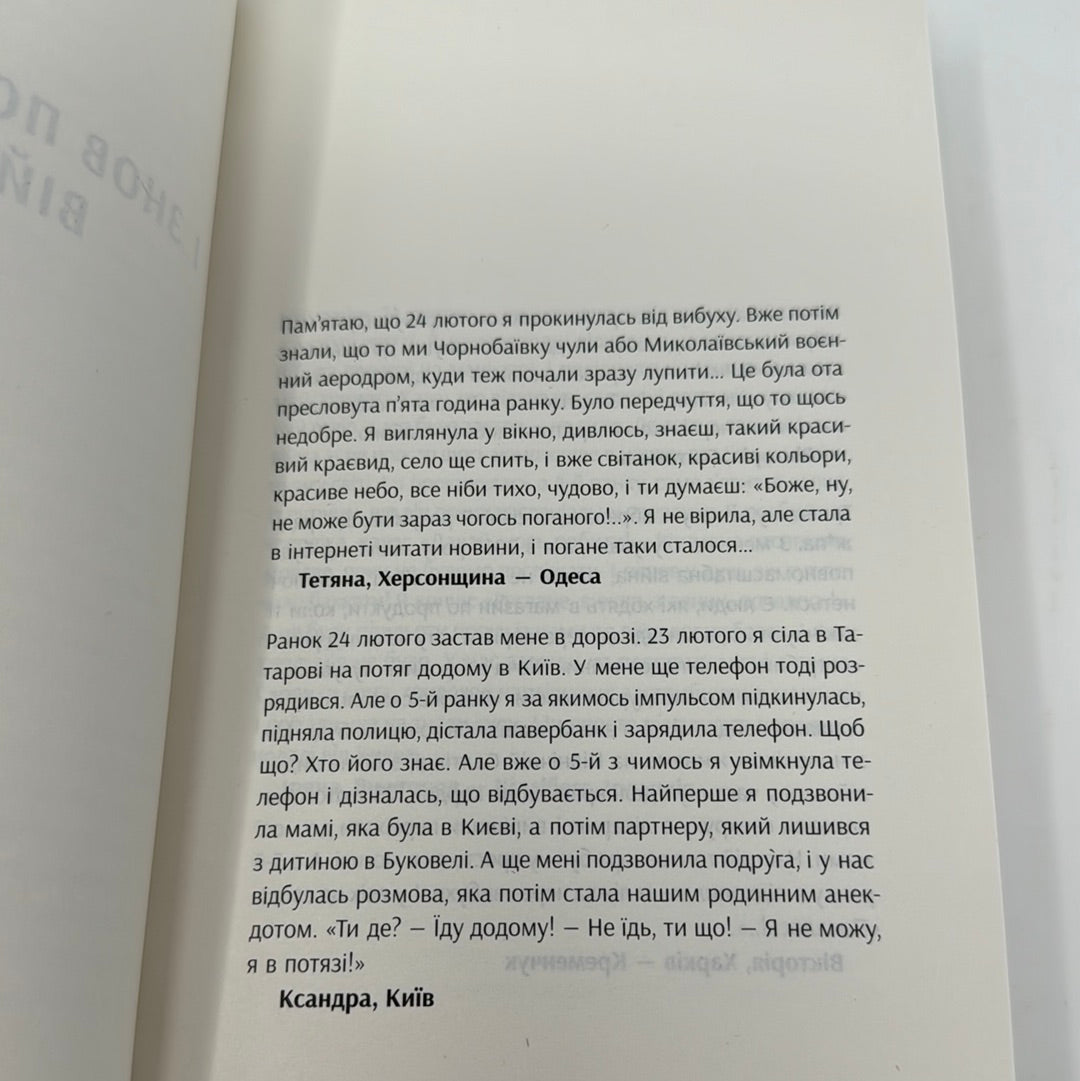 Пам’ятаю, що 24 лютого я прокинулась від вибуху. Вже потім
знали, що то ми Чорнобаївку чули або Миколаївський воєн-
ний аеродром, куди теж почали зразу лупити... Це була ота
пресловута п’ята година ранку. Було передчуття, що то щось
недобре. Я виглянула у вікно, дивлюсь, знаєш, такий краси-
вий краєвид, село ще спить, і вже світанок, красиві кольори,
красиве небо, все ніби тихо, чудово, і ти думаєш: «Боже, ну,
не може бути зараз чогось поганого!..». Я не вірила, але стала
в інтернеті читати новини, і погане таки сталося...
Тетяна, Херсонщина — Одеса
Ранок 24 лютого застав мене в дорозі. 23 лютого я сіла в Та-
тарові на потяг додому в Київ. У мене ще телефон тоді роз-
рядився. Але о 5-й ранку я за якимось імпульсом підкинулась,
підняла полицю, дістала павербанк і зарядила телефон. Щоб
що? Хто його знає. Але вже о 5-й з чимось я увімкнула те-
лефон і дізналась, що відбувається. Найперше я подзвони-
ла мамі, яка була в Києві, а потім партнеру, який лишився
з дитиною в Буковелі. А ще мені подзвонила подруга, і у нас
відбулась розмова, яка потім стала нашим родинним анек-
дотом. «Ти де? — Їду додому! — Не їдь, ти що! — Я не можу,
я в потязі!»
Ксандра, Київ